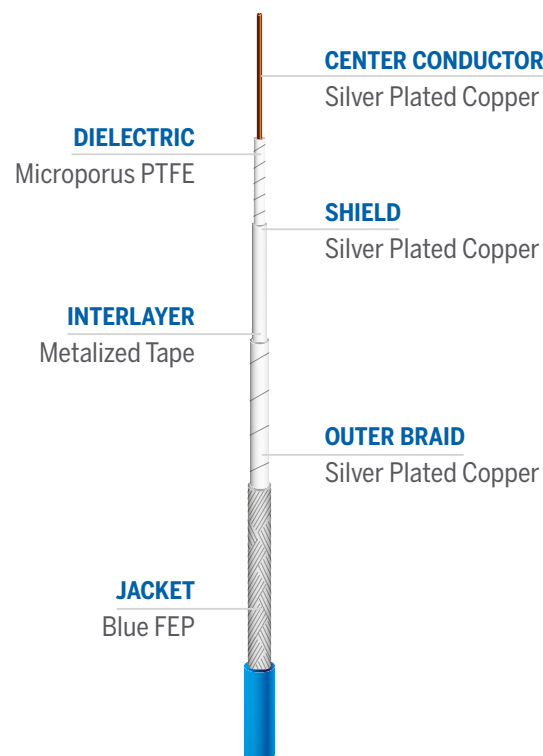 CENTER CONDUCTOR
Silver Plated Copper
DIELECTRIC
Microporus PTFE
SHIELD
Silver Plated Copper
INTERLAYER
Metalized Tape
OUTER BRAID
Silver Plated Copper
JACKET
Blue FEP